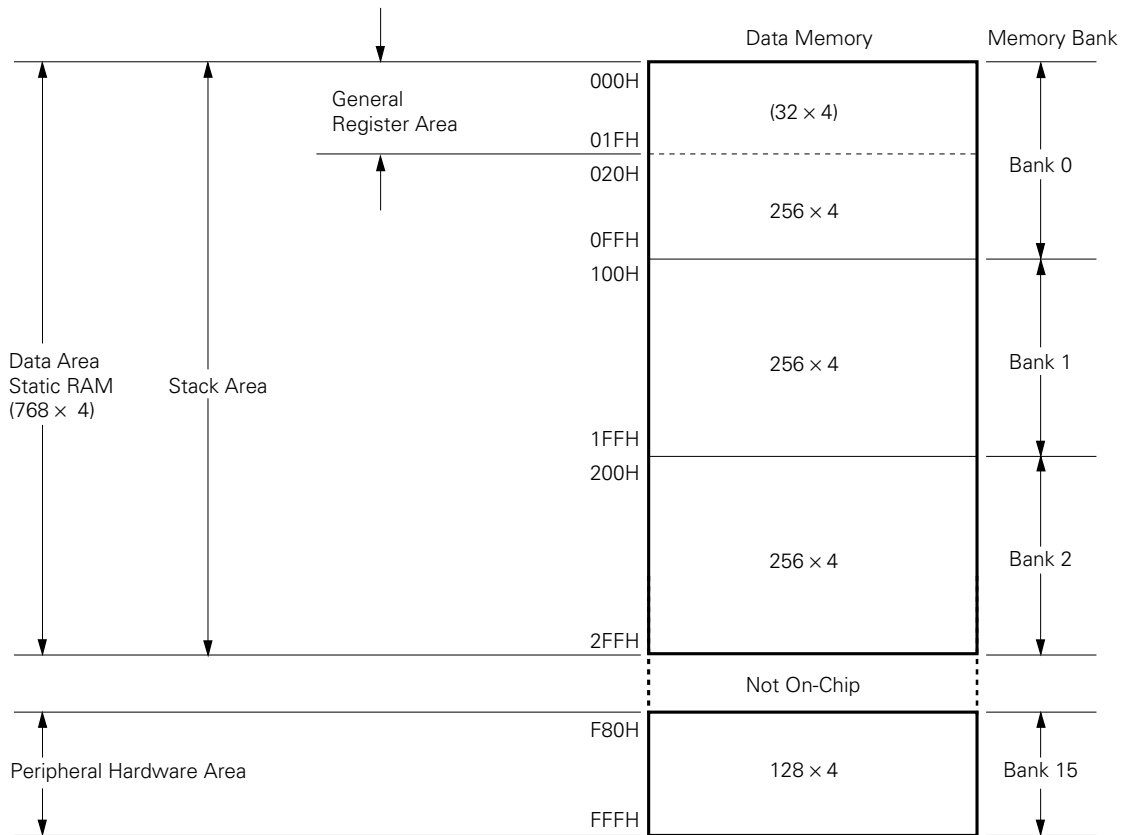 Data Memory
Memory Bank
000H
General
Register Area
(32 × 4)
01FH
020H
Bank 0
256 × 4
0FFH
100H
Data Area
Static RAM
(768 × 4)
Stack Area
256 × 4
Bank 1
1FFH
200H
256 × 4
Bank 2
2FFH
Not On-Chip
F80H
Peripheral Hardware Area
128 × 4
Bank 15
FFFH